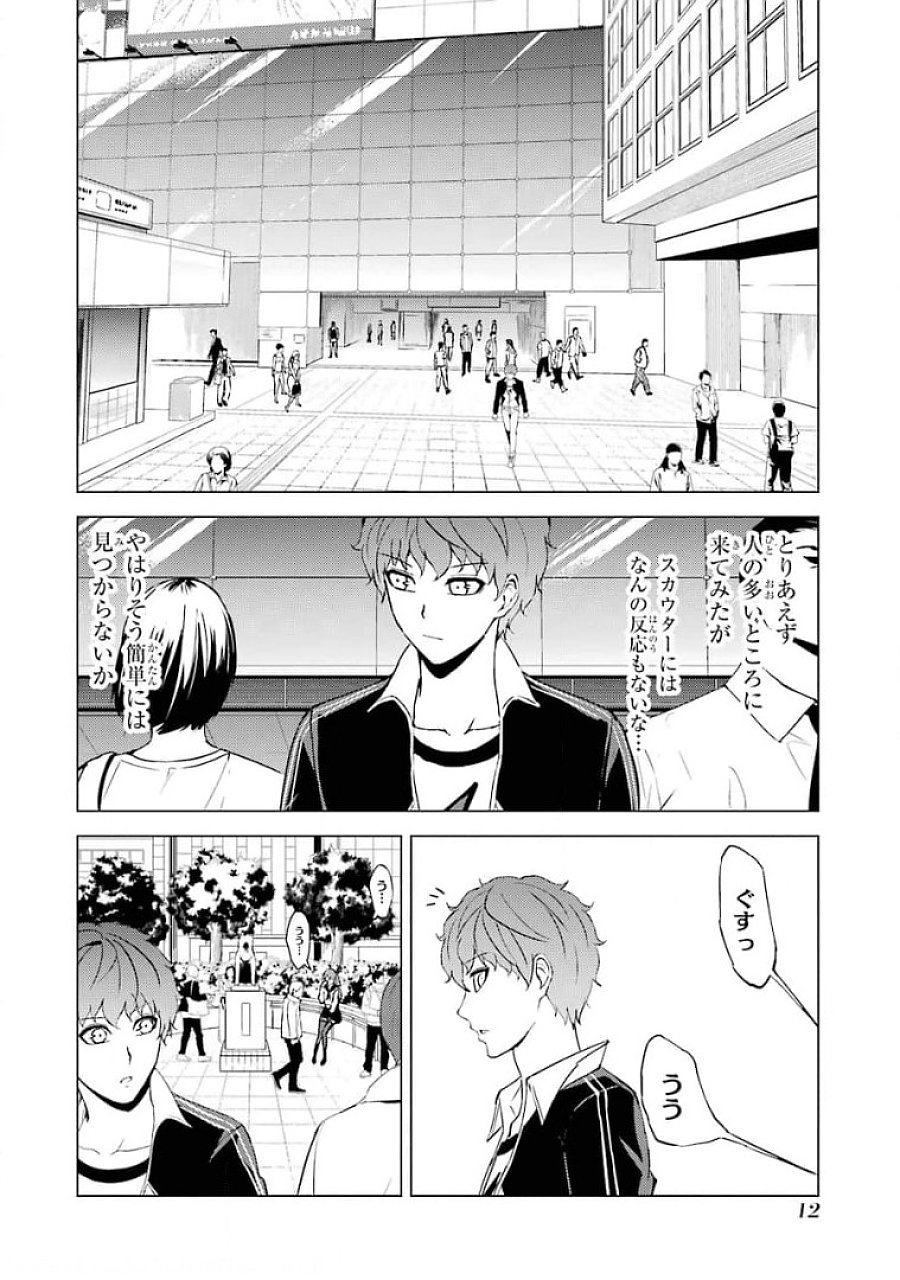 とりあえず
人の多いところに
来てみたが
スカウターには
なんの反応もないな…
やはりそう簡単には
見つからないか
ぐすっ
うう
う…
うう…
12